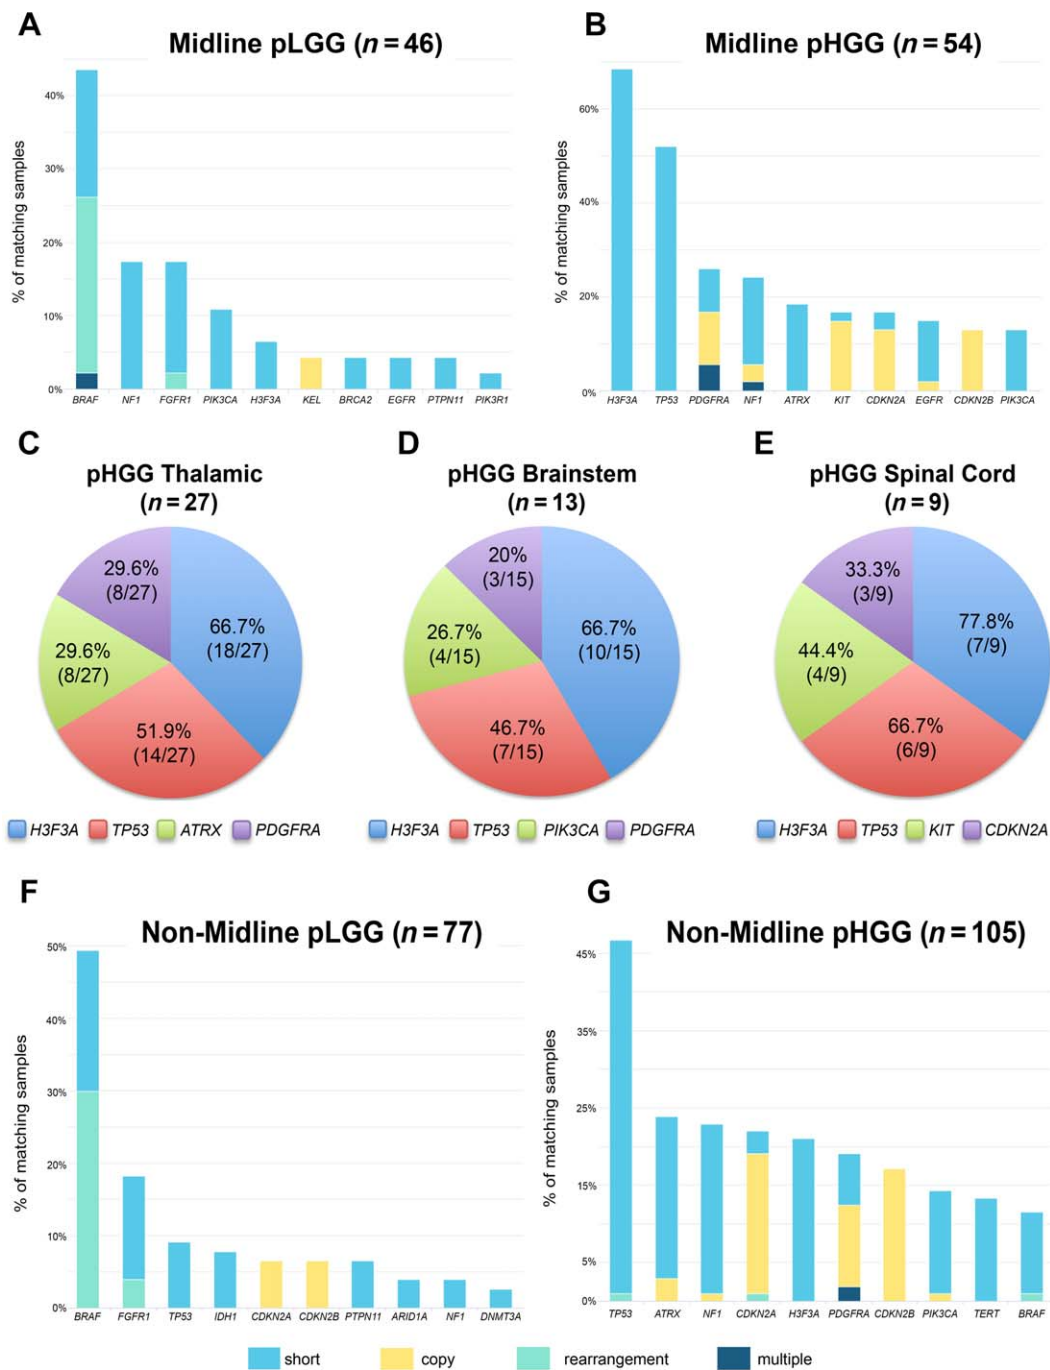 A
Midline pLGG (n = 46)
% of matching samples
40%
30%
20%
10%
0%
BRAF NF1 FGFR1 PIK3CA H3F3A KEL BRCA2 EGFR PTPN11 PIK3R1
B
Midline pHGG (n = 54)
% of matching samples
60%
40%
20%
0%
H3F3A TP53 PDGFRA NF1 ATRX KIT CDKN2A EGFR CDKN2B PIK3CA
C
pHGG Thalamic
(n = 27)
29.6%
(8/27)
66.7%
(18/27)
29.6%
(8/27)
51.9%
(14/27)
H3F3A TP53 ATRX PDGFRA
D
pHGG Brainstem
(n = 13)
20%
(3/15)
66.7%
(10/15)
26.7%
(4/15)
46.7%
(7/15)
H3F3A TP53 PIK3CA PDGFRA
E
pHGG Spinal Cord
(n = 9)
33.3%
(3/9)
77.8%
(7/9)
44.4%
(4/9)
66.7%
(6/9)
H3F3A TP53 KIT CDKN2A
F
Non-Midline pLGG (n = 77)
% of matching samples
50%
40%
30%
20%
10%
0%
BRAF FGFR1 TP53 IDH1 CDKN2A CDKN2B PTPN11 ARID1A NF1 DNMT3A
G
Non-Midline pHGG (n = 105)
% of matching samples
45%
35%
25%
15%
5%
0%
TP53 ATRX NF1 CDKN2A H3F3A PDGFRA CDKN2B PIK3CA TERT BRAF
short copy rearrangement multiple